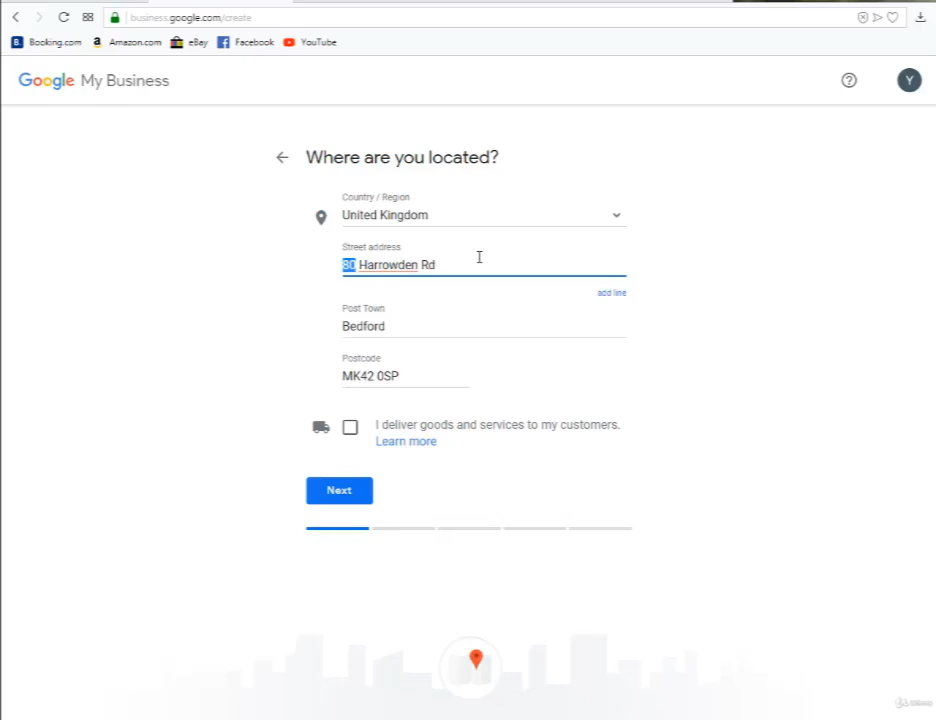 business.google.com/create
B Booking.com a Amazon.com eBay f Facebook YouTube
Google My Business
Y
Where are you located?
Country / Region
United Kingdom
Street address
80 Harrowden Rd
add line
Post Town
Bedford
Postcode
MK42 0SP
I deliver goods and services to my customers.
Learn more
Next
Udemy